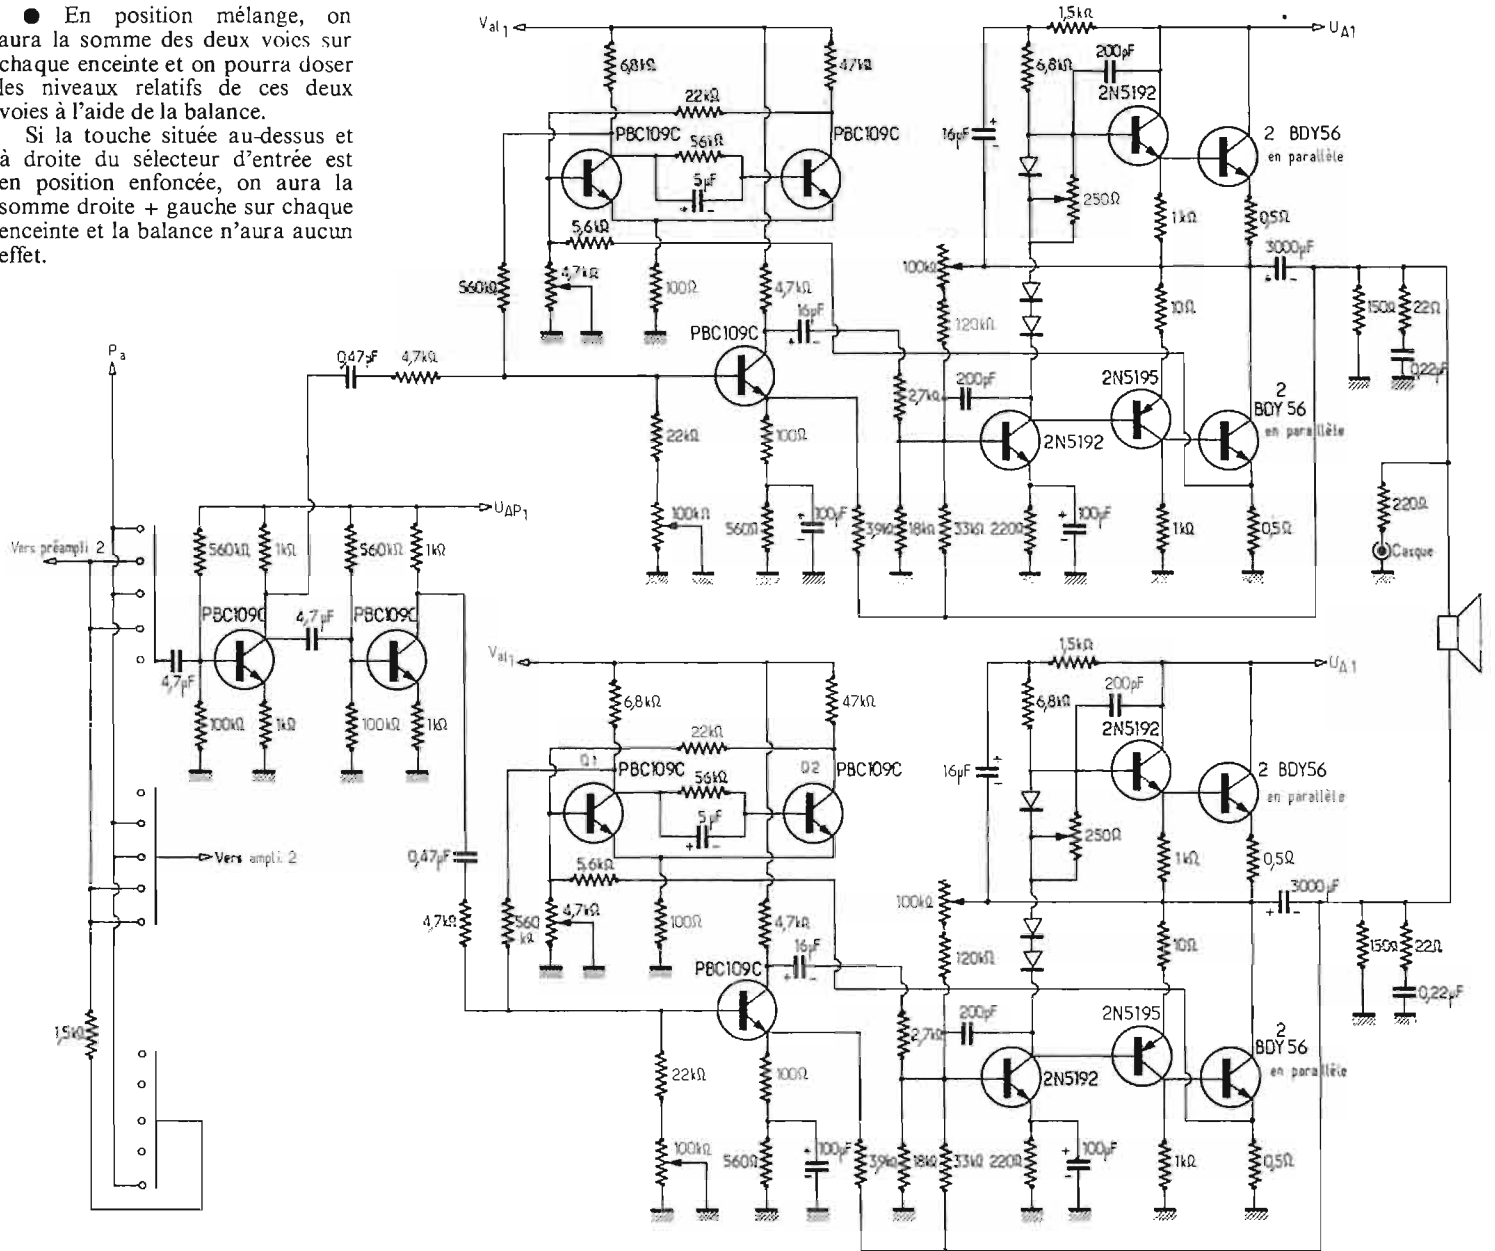 ● En position mélange, on
aura la somme des deux voies sur
chaque enceinte et on pourra doser
les niveaux relatifs de ces deux
voies à l'aide de la balance.
Si la touche située au-dessus et
à droite du sélecteur d'entrée est
en position enfoncée, on aura la
somme droite + gauche sur chaque
enceinte et la balance n'aura aucun
effet.
Val1
1,5kΩ
UA1
6,8kΩ
47kΩ
6,8kΩ
200pF
22kΩ
2N5192
PBC109C
PBC109C
16µF
+
-
2 BDY56
en parallèle
56kΩ
5µF
+
-
250Ω
5,6kΩ
1kΩ
0,5Ω
3000µF
+
-
560kΩ
4,7kΩ
100Ω
4,7kΩ
100kΩ
150Ω
22Ω
16µF
+
-
10Ω
120kΩ
PBC109C
Pa
0,47µF
4,7kΩ
0,22µF
200pF
2N5195
2
BDY 56
en parallèle
2,7kΩ
22kΩ
100Ω
2N5192
220Ω
Casque
100kΩ
560Ω
+
-
100µF
3,9kΩ
18kΩ
33kΩ
220Ω
+
-
100µF
1kΩ
0,5Ω
UAP1
Vers préampli 2
560kΩ
1kΩ
560kΩ
1kΩ
PBC109C
4,7µF
PBC109C
4,7µF
100kΩ
1kΩ
100kΩ
1kΩ
Vers ampli 2
1,5kΩ
Val1
1,5kΩ
UA1
6,8kΩ
47kΩ
6,8kΩ
200pF
22kΩ
2N5192
Q1
PBC109C
Q2
PBC109C
16µF
+
-
2 BDY56
en parallèle
56kΩ
5µF
+
-
250Ω
0,47µF
5,6kΩ
1kΩ
0,5Ω
3000µF
+
-
4,7kΩ
560
kΩ
4,7kΩ
100Ω
4,7kΩ
100kΩ
150Ω
22Ω
16µF
+
-
10Ω
120kΩ
PBC109C
0,22µF
200pF
2N5195
2
BDY 56
en parallèle
2,7kΩ
22kΩ
100Ω
2N5192
100kΩ
560Ω
+
-
100µF
3,9kΩ
18kΩ
33kΩ
220Ω
+
-
100µF
1kΩ
0,5Ω